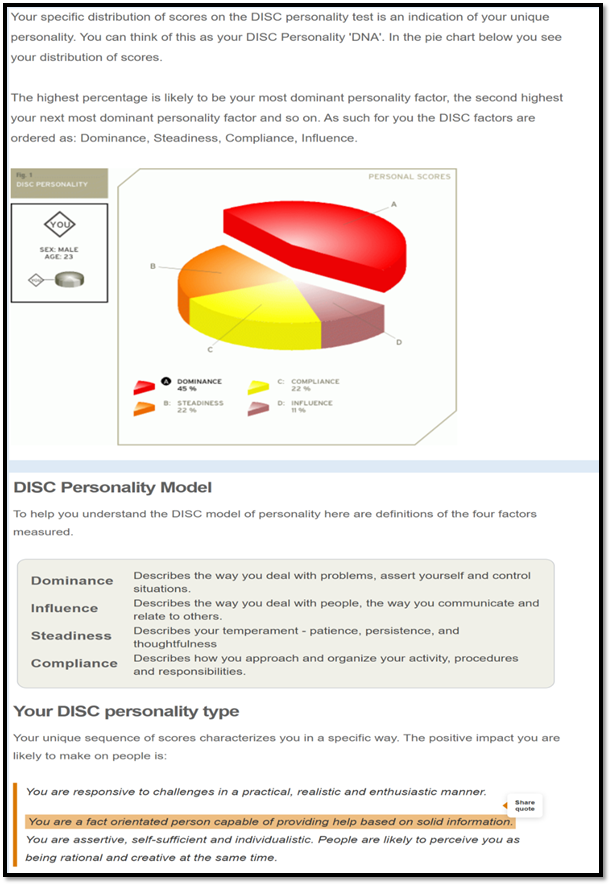 Your specific distribution of scores on the DISC personality test is an indication of your unique
personality. You can think of this as your DISC Personality 'DNA'. In the pie chart below you see
your distribution of scores.
The highest percentage is likely to be your most dominant personality factor, the second highest
your next most dominant personality factor and so on. As such for you the DISC factors are
ordered as: Dominance, Steadiness, Compliance, Influence.
Fig. 1
DISC PERSONALITY
PERSONAL SCORES
YOU
SEX: MALE
AGE: 23
A
B
C
D
A DOMINANCE
45 %
C: COMPLIANCE
22 %
B: STEADINESS
22 %
D: INFLUENCE
11 %
DISC Personality Model
To help you understand the DISC model of personality here are definitions of the four factors
measured.
Dominance Describes the way you deal with problems, assert yourself and control
situations.
Influence Describes the way you deal with people, the way you communicate and
relate to others.
Steadiness Describes your temperament - patience, persistence, and
thoughtfulness
Compliance Describes how you approach and organize your activity, procedures
and responsibilities.
Your DISC personality type
Your unique sequence of scores characterizes you in a specific way. The positive impact you are
likely to make on people is:
You are responsive to challenges in a practical, realistic and enthusiastic manner.
Share
quote
You are a fact orientated person capable of providing help based on solid information.
You are assertive, self-sufficient and individualistic. People are likely to perceive you as
being rational and creative at the same time.